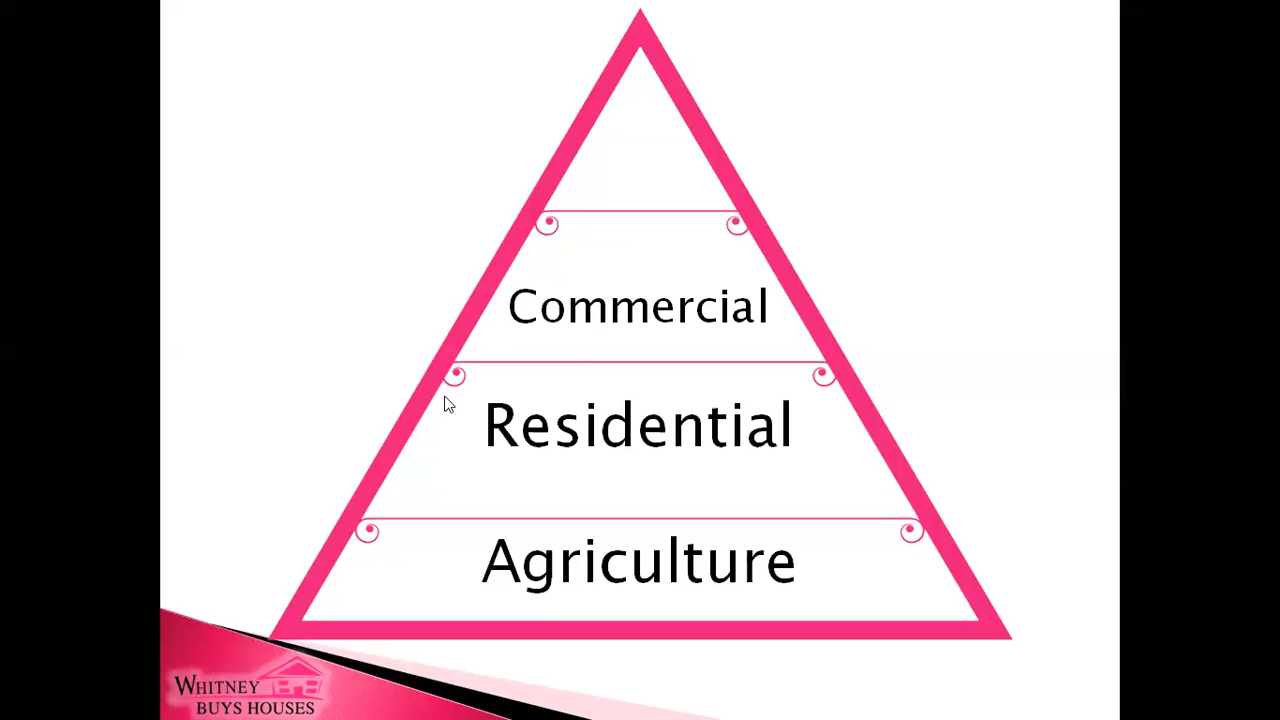 Commercial
Residential
Agriculture
WHITNEY
BUYS HOUSES